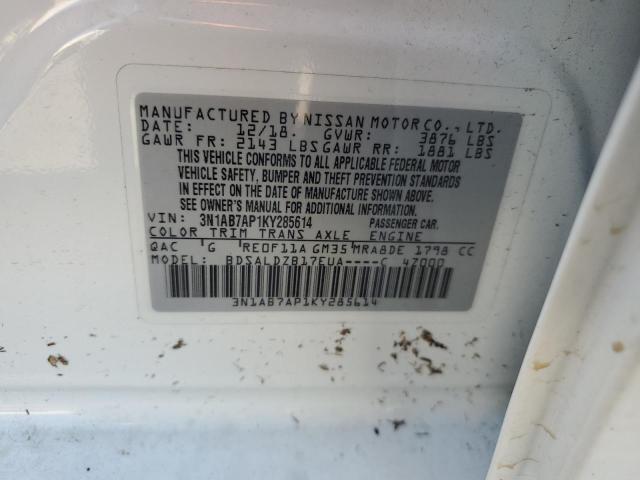 MANUFACTURED BY NISSAN MOTOR CO., LTD.
DATE: 12/18 GVWR: 3876 LBS
GAWR FR: 2143 LBS GAWR RR: 1881 LBS
THIS VEHICLE CONFORMS TO ALL APPLICABLE FEDERAL MOTOR
VEHICLE SAFETY, BUMPER, AND THEFT PREVENTION STANDARDS
IN EFFECT ON THE DATE OF MANUFACTURE SHOWN ABOVE.
SEE OWNER'S MANUAL FOR ADDITIONAL INFORMATION.
VIN: 3N1AB7AP1KY285614 PASSENGER CAR.
COLOR TRIM TRANS AXLE ENGINE
QAC G RE0F11A GM35 MRA8DE 1798 CC
MODEL: BDSALDZB17EUA----C 4Z000
3N1AB7AP1KY285614